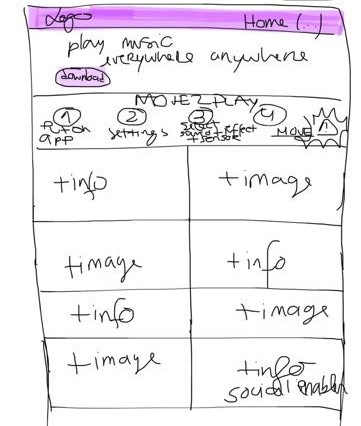 Logo Home (...)
play music
everywhere anywhere
download
MOVE2PLAY
1 2 3 4
Put on app settings select sound effect + sensor MOVE !
+info +image
+image +info
+info +image
+image +info
social enabler